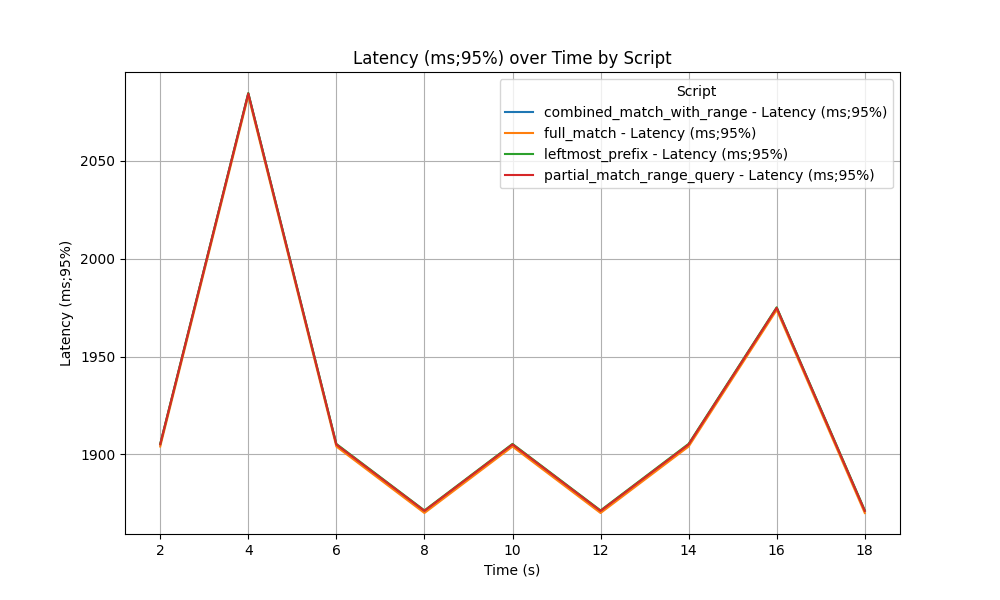 Latency (ms;95%) over Time by Script
Script
combined_match_with_range - Latency (ms;95%)
full_match - Latency (ms;95%)
leftmost_prefix - Latency (ms;95%)
partial_match_range_query - Latency (ms;95%)
Latency (ms;95%)
2050
2000
1950
1900
2 4 6 8 10 12 14 16 18
Time (s)